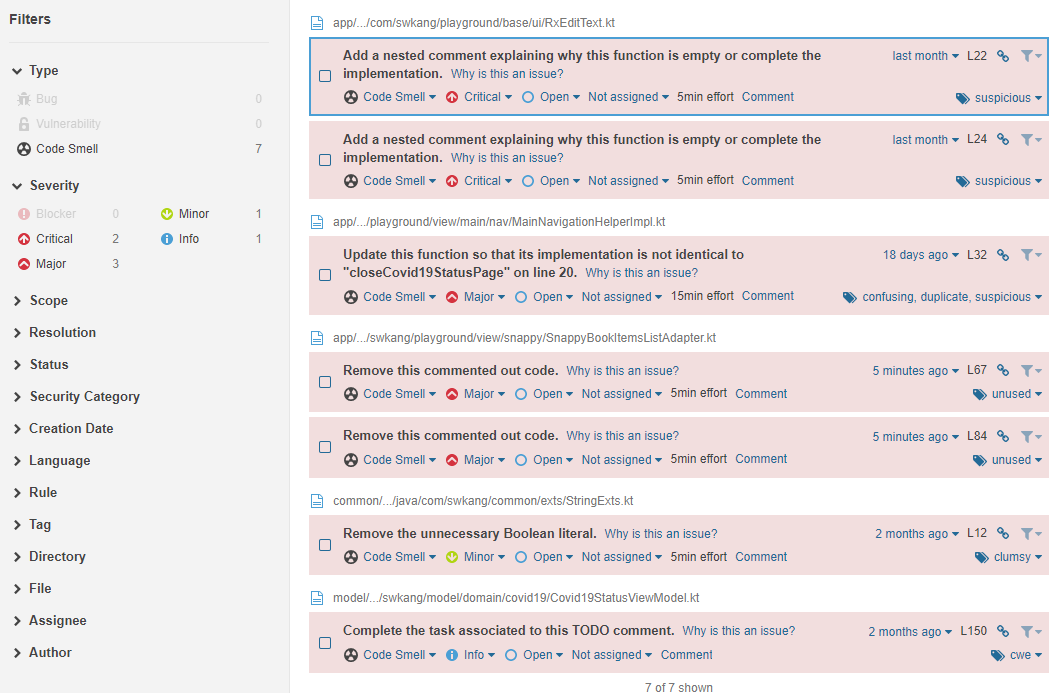 Filters
Type
Bug 0
Vulnerability 0
Code Smell 7
Severity
Blocker 0 Minor 1
Critical 2 Info 1
Major 3
Scope
Resolution
Status
Security Category
Creation Date
Language
Rule
Tag
Directory
File
Assignee
Author
app/.../com/swkang/playground/base/ui/RxEditText.kt
Add a nested comment explaining why this function is empty or complete the
implementation. Why is this an issue?
last month L22
Code Smell Critical Open Not assigned 5min effort Comment
suspicious
Add a nested comment explaining why this function is empty or complete the
implementation. Why is this an issue?
last month L24
Code Smell Critical Open Not assigned 5min effort Comment
suspicious
app/.../playground/view/main/nav/MainNavigationHelperImpl.kt
Update this function so that its implementation is not identical to
"closeCovid19StatusPage" on line 20. Why is this an issue?
18 days ago L32
Code Smell Major Open Not assigned 15min effort Comment
confusing, duplicate, suspicious
app/.../swkang/playground/view/snappy/SnappyBookItemsListAdapter.kt
Remove this commented out code. Why is this an issue?
5 minutes ago L67
Code Smell Major Open Not assigned 5min effort Comment
unused
Remove this commented out code. Why is this an issue?
5 minutes ago L84
Code Smell Major Open Not assigned 5min effort Comment
unused
common/.../java/com/swkang/common/exts/StringExts.kt
Remove the unnecessary Boolean literal. Why is this an issue?
2 months ago L12
Code Smell Minor Open Not assigned 5min effort Comment
clumsy
model/.../swkang/model/domain/covid19/Covid19StatusViewModel.kt
Complete the task associated to this TODO comment. Why is this an issue?
2 months ago L150
Code Smell Info Open Not assigned Comment
cwe
7 of 7 shown